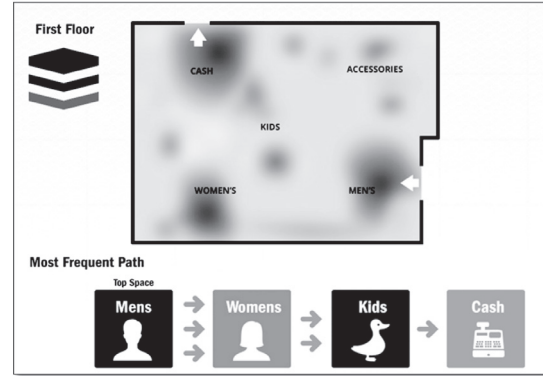 First Floor
CASH
ACCESSORIES
KIDS
WOMEN'S
MEN'S
Most Frequent Path
Top Space
Mens
Womens
Kids
Cash